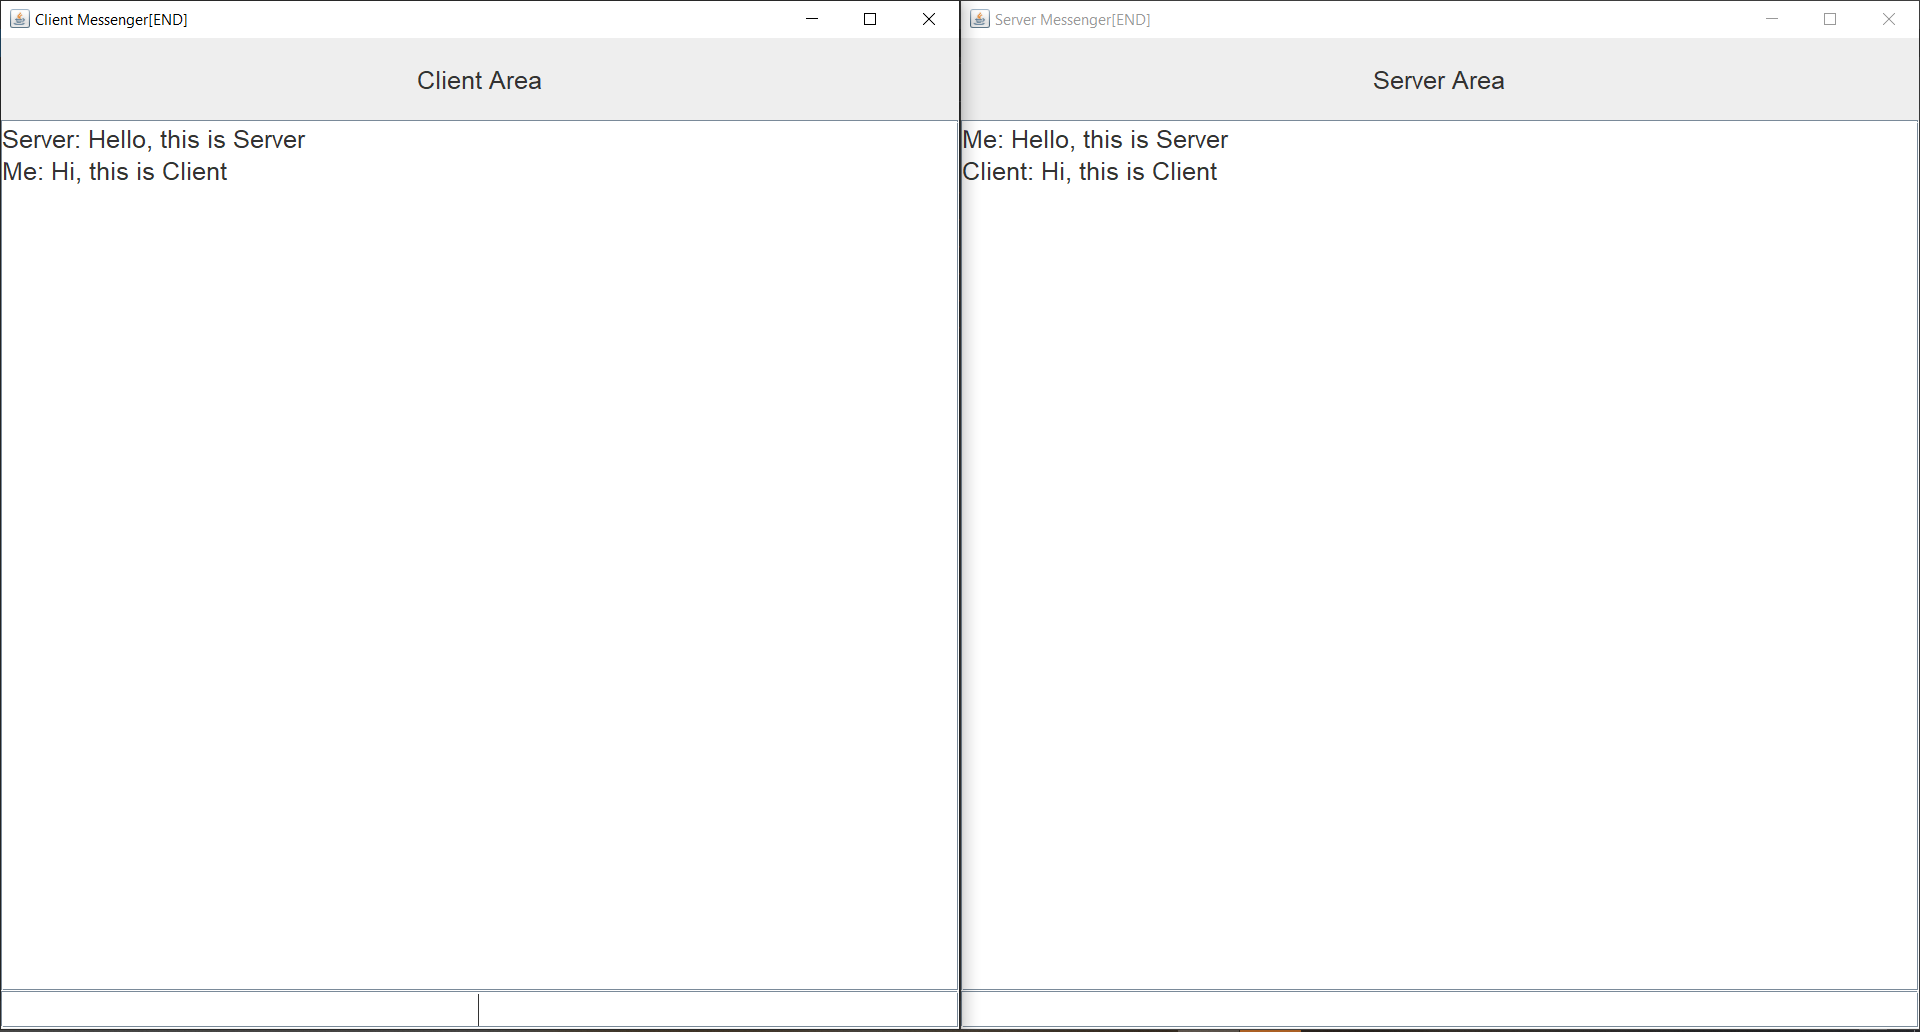 Client Messenger[END]
Client Area
Server: Hello, this is Server
Me: Hi, this is Client
Server Messenger[END]
Server Area
Me: Hello, this is Server
Client: Hi, this is Client